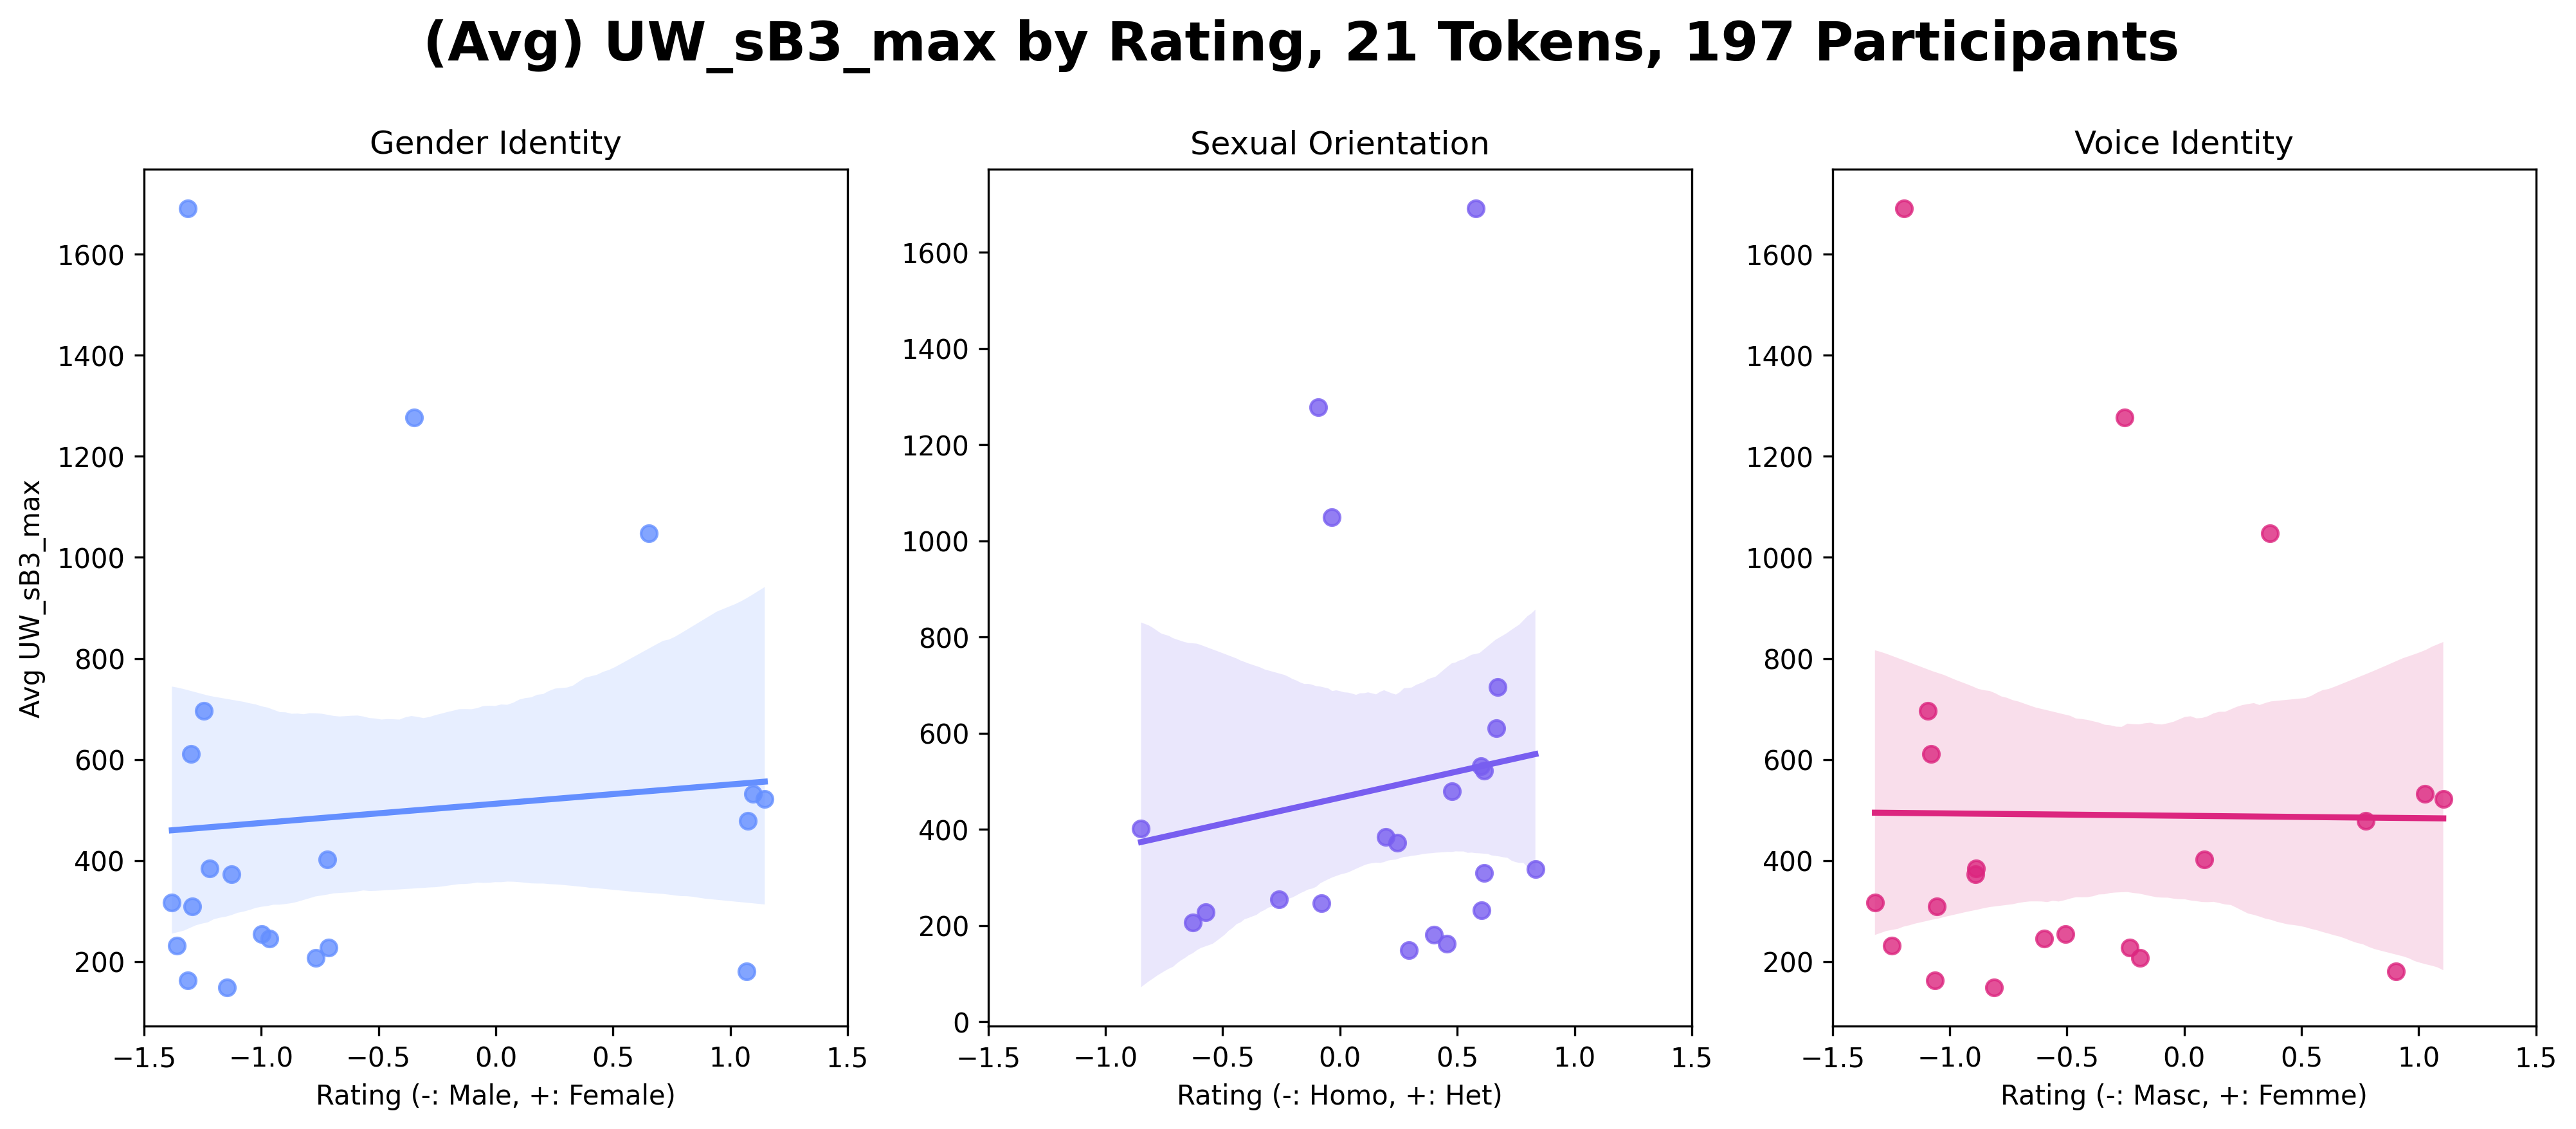 (Avg) UW_sB3_max by Rating, 21 Tokens, 197 Participants
Gender Identity
Avg UW_sB3_max
1600
1400
1200
1000
800
600
400
200
−1.5 −1.0 −0.5 0.0 0.5 1.0 1.5
Rating (-: Male, +: Female)
Sexual Orientation
1600
1400
1200
1000
800
600
400
200
0
−1.5 −1.0 −0.5 0.0 0.5 1.0 1.5
Rating (-: Homo, +: Het)
Voice Identity
1600
1400
1200
1000
800
600
400
200
−1.5 −1.0 −0.5 0.0 0.5 1.0 1.5
Rating (-: Masc, +: Femme)